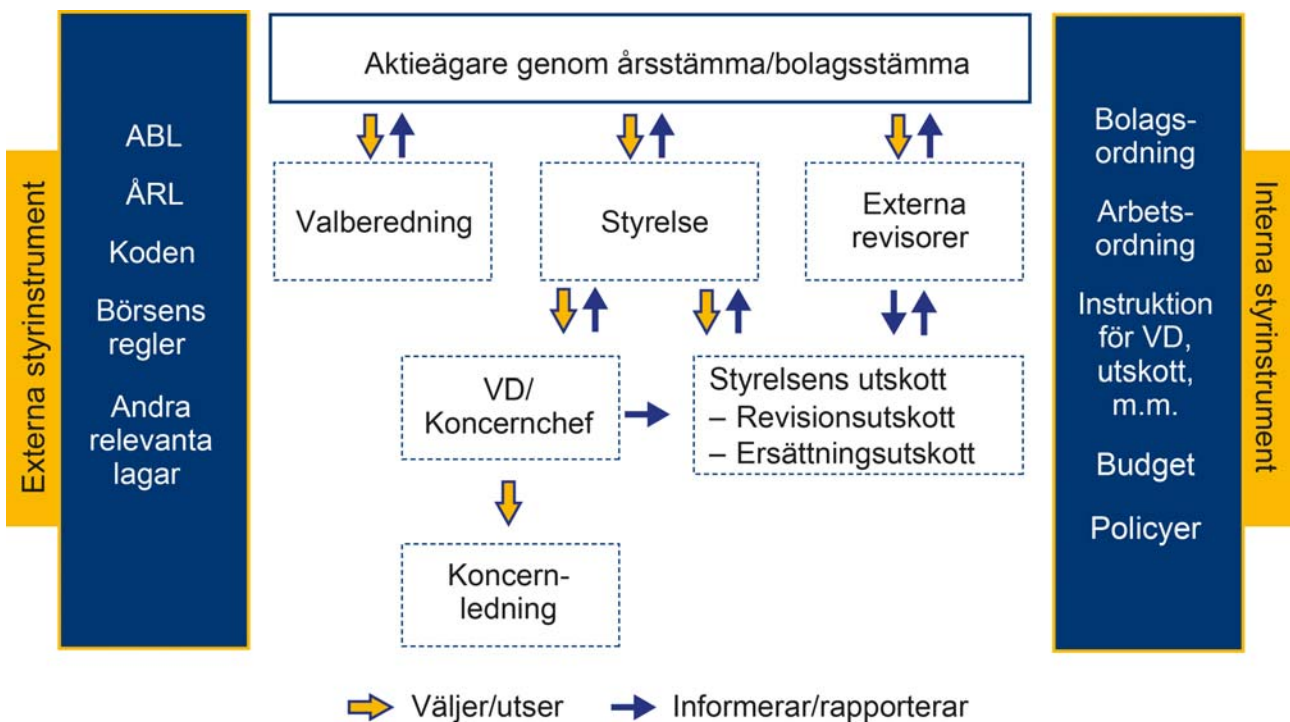 Externa styrinstrument
ABL
ÅRL
Koden
Börsens
regler
Andra
relevanta
lagar
Aktieägare genom årsstämma/bolagsstämma
Valberedning
Styrelse
Externa
revisorer
VD/
Koncernchef
Styrelsens utskott
– Revisionsutskott
– Ersättningsutskott
Koncern-
ledning
Bolags-
ordning
Arbets-
ordning
Instruktion
för VD,
utskott,
m.m.
Budget
Policyer
Interna styrinstrument
Väljer/utser
Informerar/rapporterar